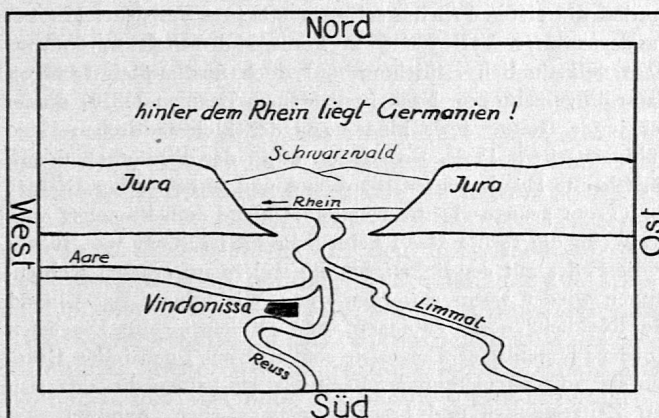 Nord
hinter dem Rhein liegt Germanien !
Schwarzwald
Jura
Jura
← Rhein
West
Ost
Aare
Vindonissa
Limmat
Reuss
Süd